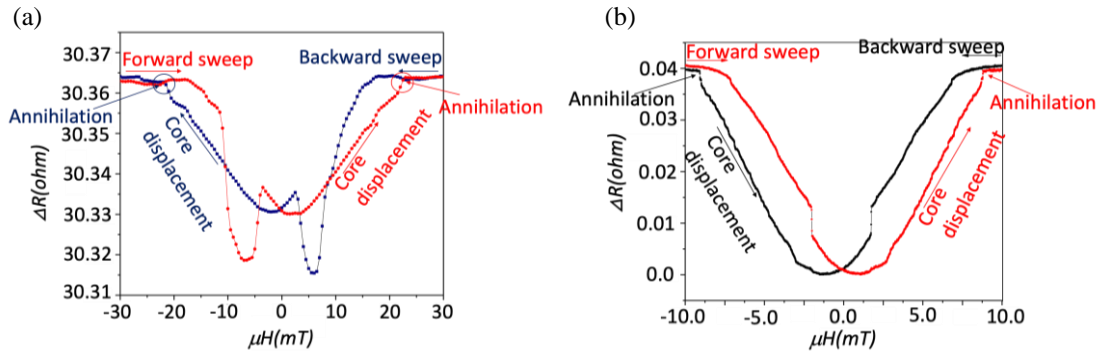 (a)
30.37
30.36
30.35
30.34
30.33
30.32
30.31
ΔR(ohm)
-30
-20
-10
0
10
20
30
μH(mT)
Forward sweep
Backward sweep
Annihilation
Annihilation
Core
displacement
Core
displacement
(b)
0.04
0.03
0.02
0.01
0.0
ΔR(ohm)
-10.0
-5.0
0.0
5.0
10.0
μH(mT)
Forward sweep
Backward sweep
Annihilation
Annihilation
Core
displacement
Core
displacement